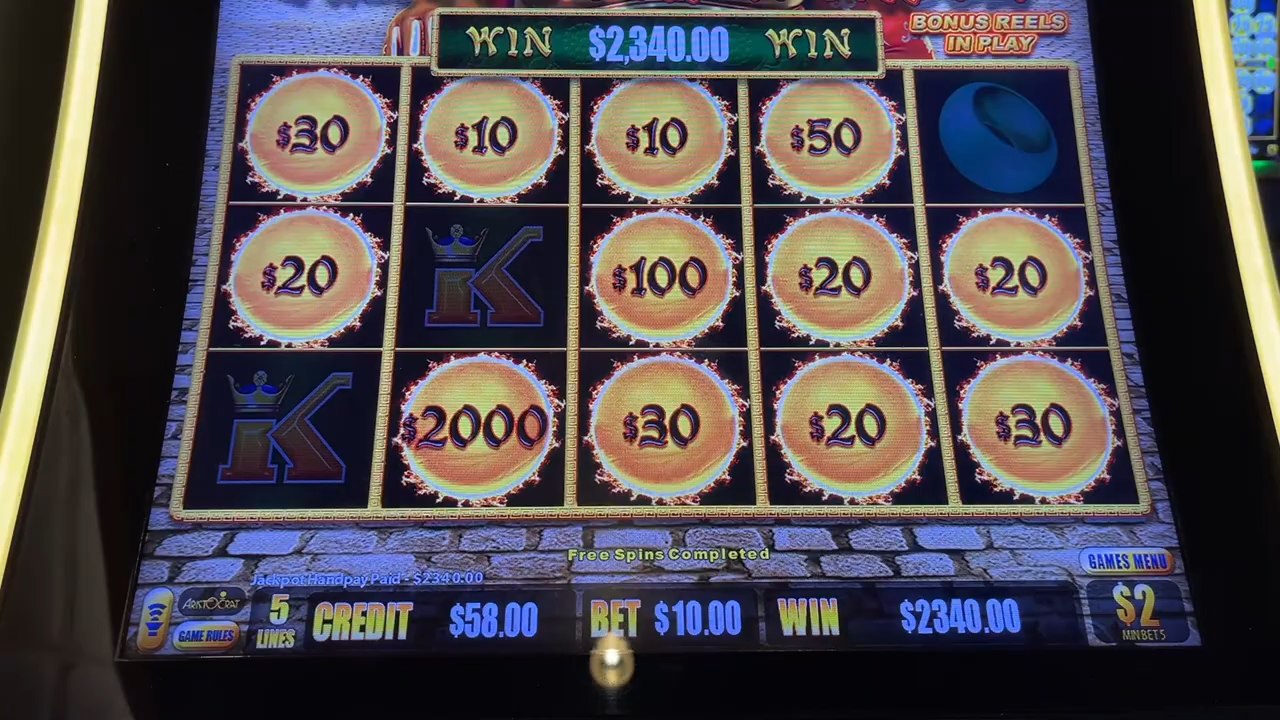 WIN $2,340.00 WIN
BONUS REELS
IN PLAY
$30 $10 $10 $50
$20 K $100 $20 $20
K $2000 $30 $20 $30
Free Spins Completed
GAMES MENU
Jackpot Handpay Paid - $2340.00
ARISTOCRAT
GAME RULES
5
LINES
CREDIT $58.00 BET $10.00 WIN $2340.00
$2
MIN BET 5